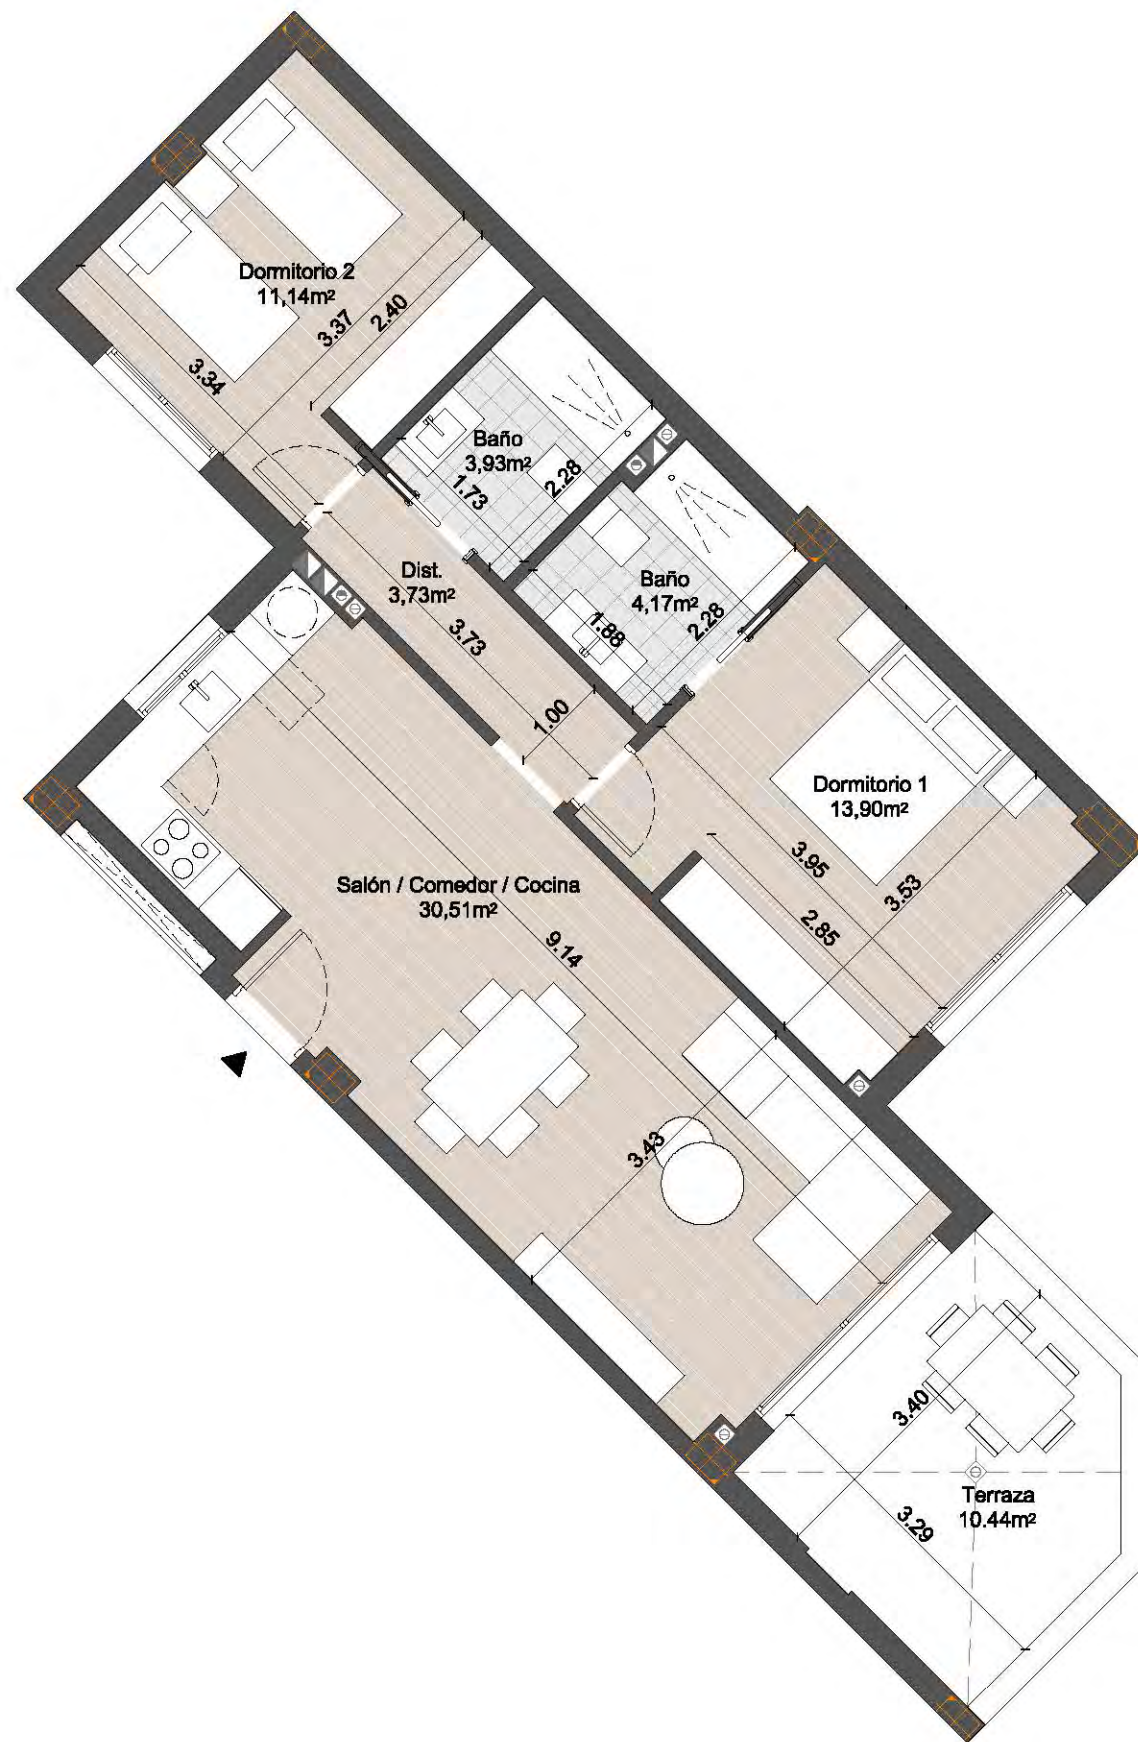 Dormitorio 2
11,14m²
3.37
2.40
3.34
Baño
3,93m²
1.73
2.28
Dist.
3,73m²
3.73
Baño
4,17m²
1.88
2.28
1.00
Dormitorio 1
13,90m²
3.95
3.53
2.85
Salón / Comedor / Cocina
30,51m²
9.14
3.43
3.40
Terraza
10.44m²
3.29